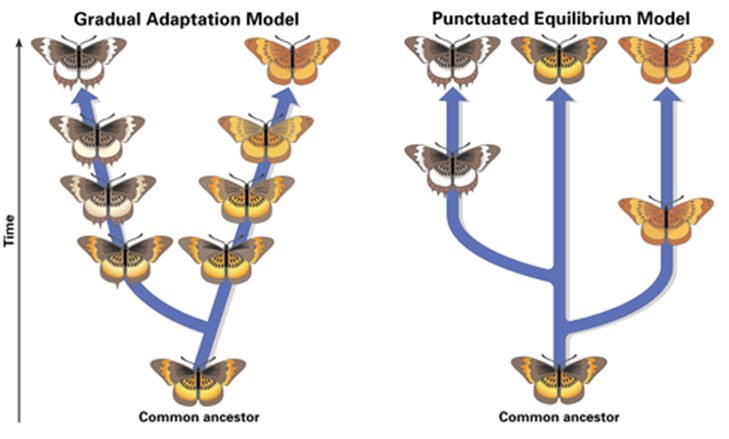 Gradual Adaptation Model
Punctuated Equilibrium Model
Time
Common ancestor
Common ancestor